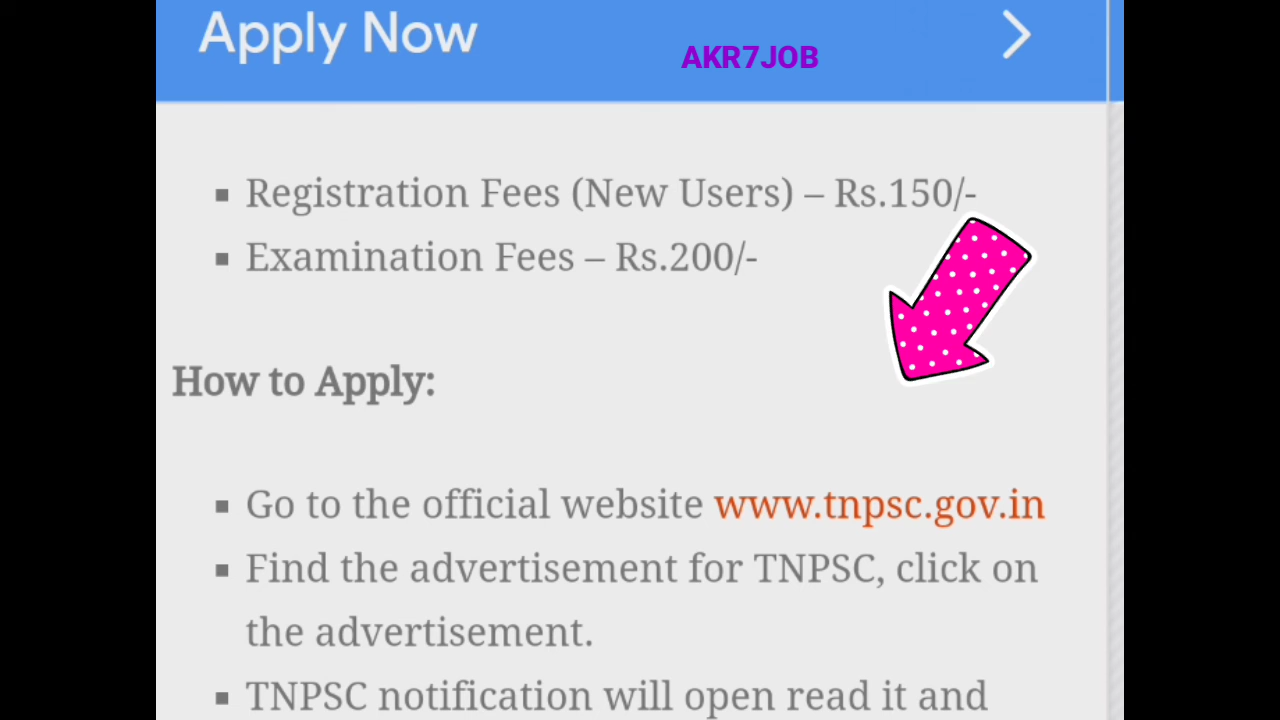 Apply Now
AKR7JOB
Registration Fees (New Users) – Rs.150/-
Examination Fees – Rs.200/-
How to Apply:
Go to the official website www.tnpsc.gov.in
Find the advertisement for TNPSC, click on
the advertisement.
TNPSC notification will open read it and